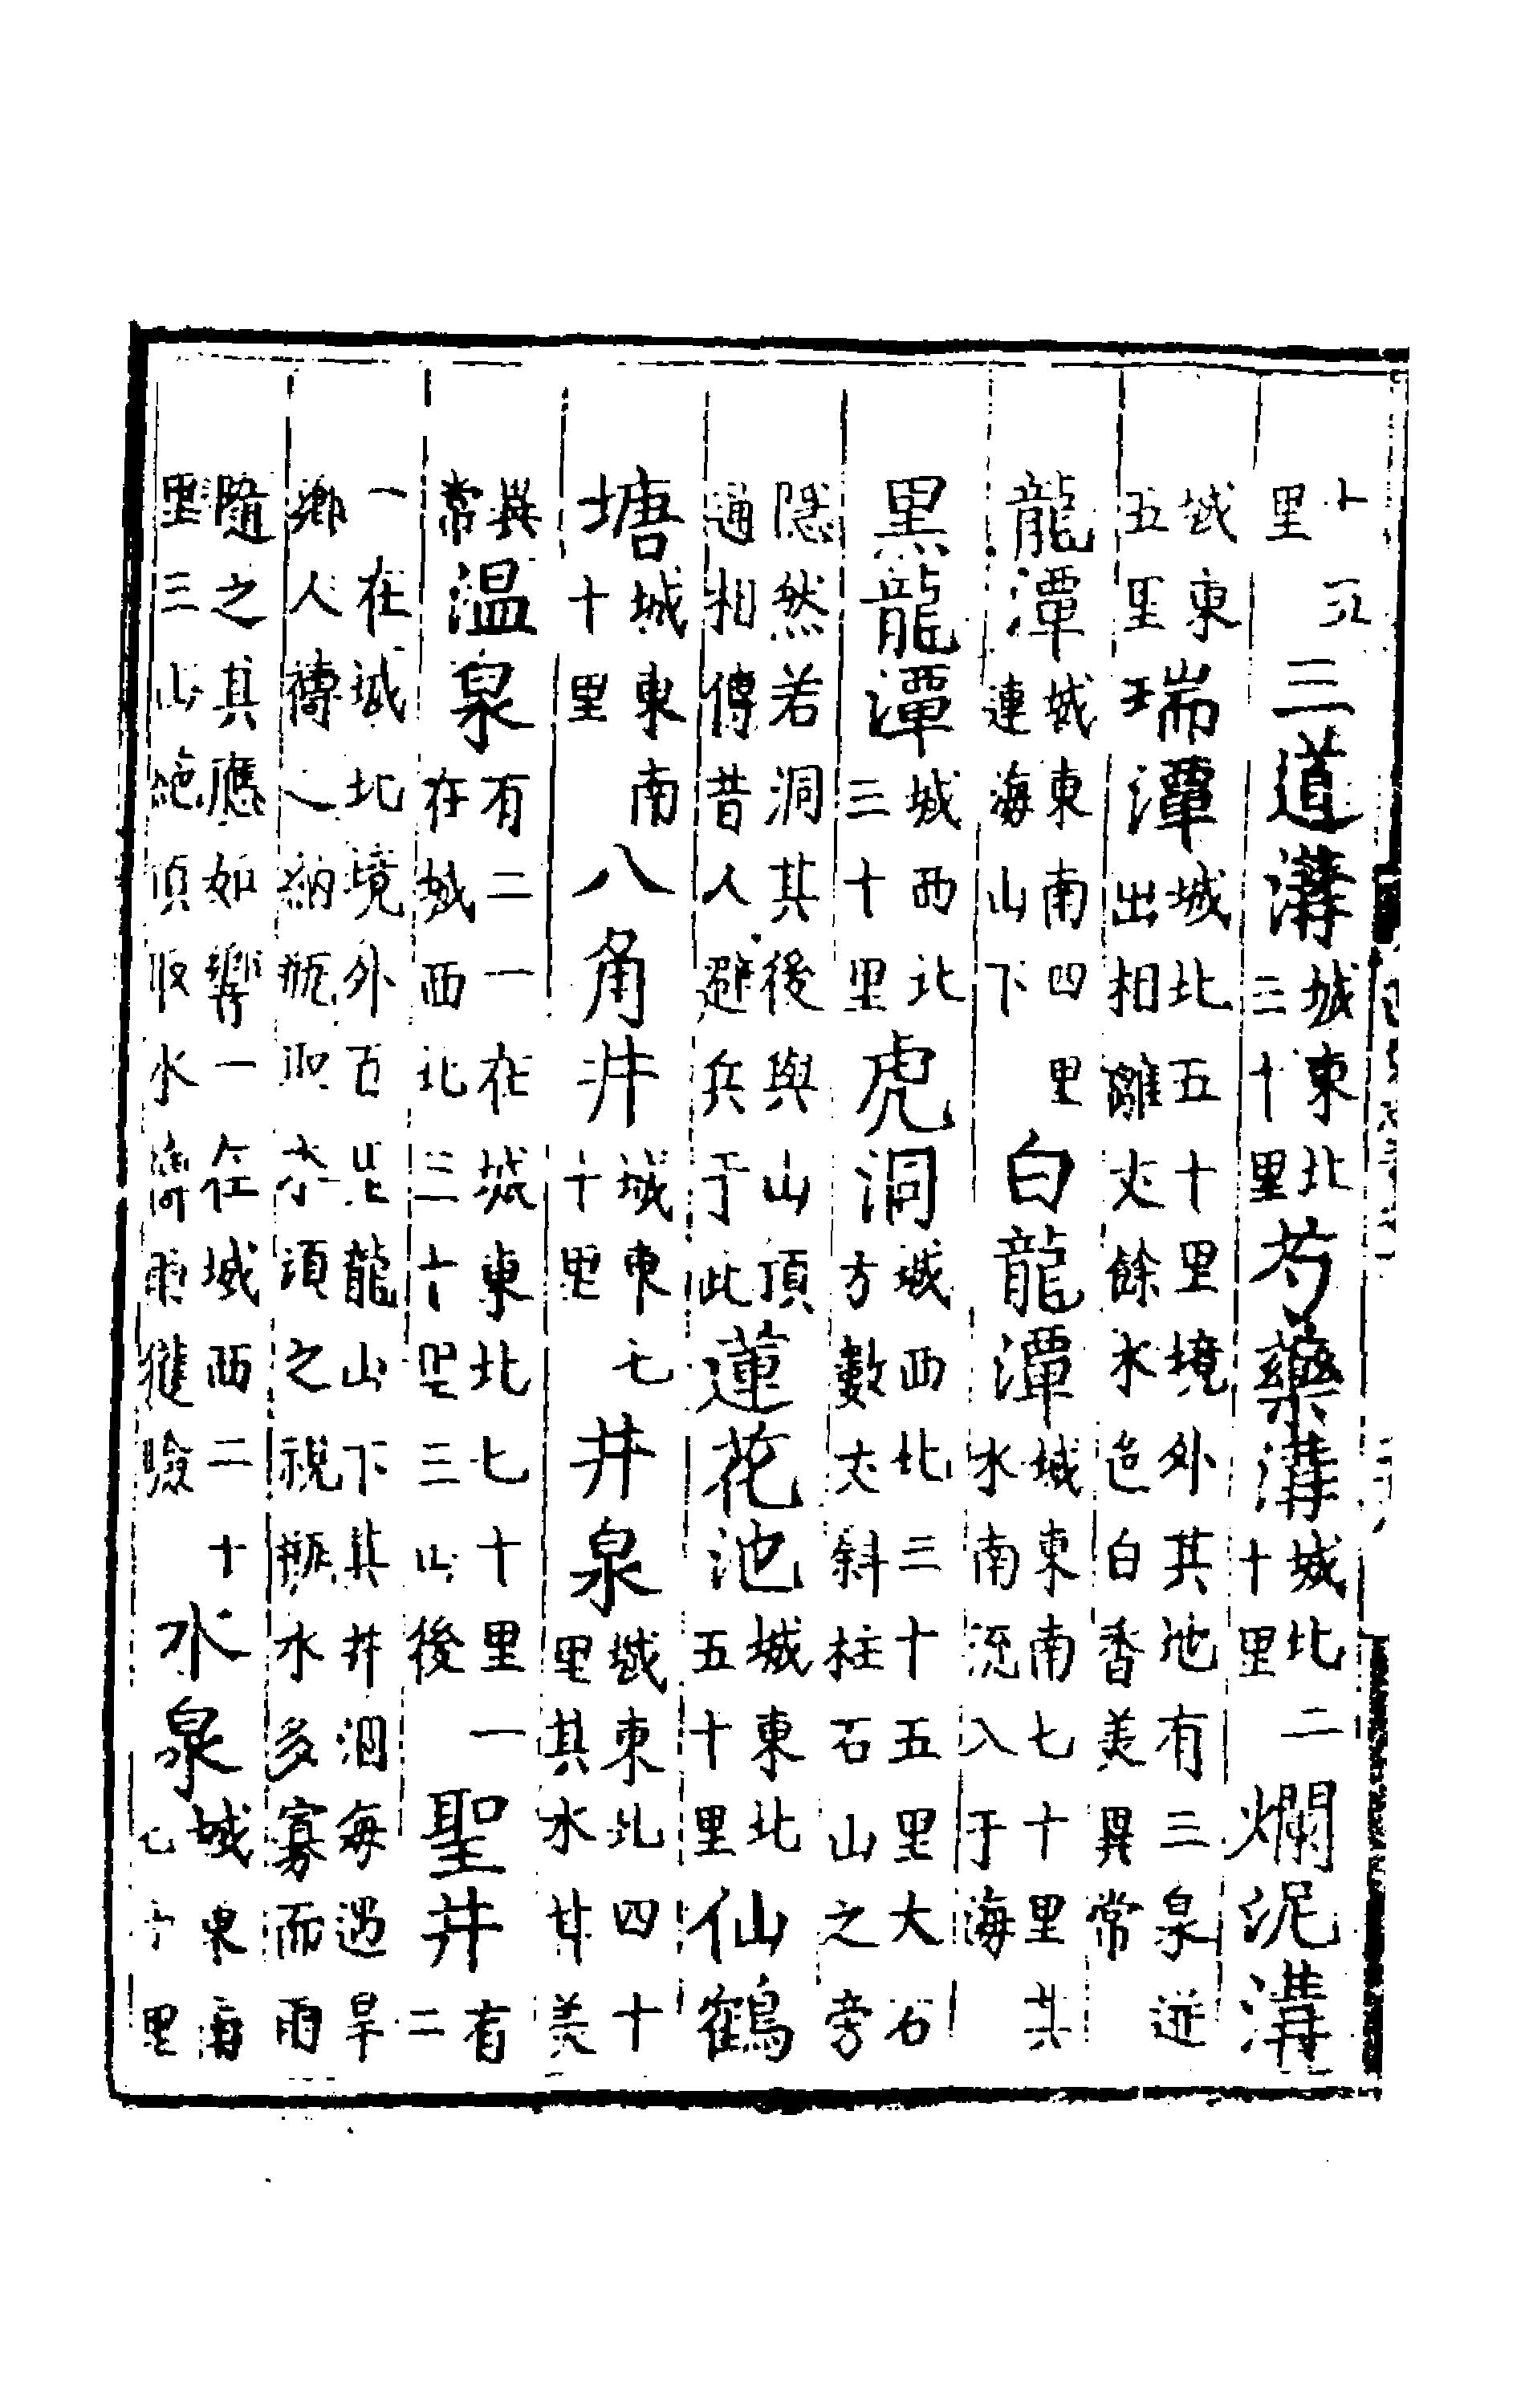 十五里三道溝城東北三十里芍藥溝城北二十里爛泥溝
城東五里瑞潭城北五十里境外其池有三泉迸出相離丈餘水色白香美異常
龍潭城東南四里連海山下白龍潭城東南七十里其水南流入于海
黑龍潭城西北三十里虎洞城西北三十五里大石方數丈斜柱石山之旁
隱然若洞其後與山頂通相傳昔人避兵于此蓮花池城東北五十里仙鶴
塘城東南十里八角井城東七十里井泉城東北四十里其水甘美
異常温泉有二一在城東北七十里一在城西北三十里三山後聖井有二
一在城北境外百里龍山下其井涸每遇旱鄉人禱之納瓶取水須之視瓶水多寡而雨
隨之其應如響一在城西二十里三山絶頂取水禱雨猶驗水泉城東南七十里